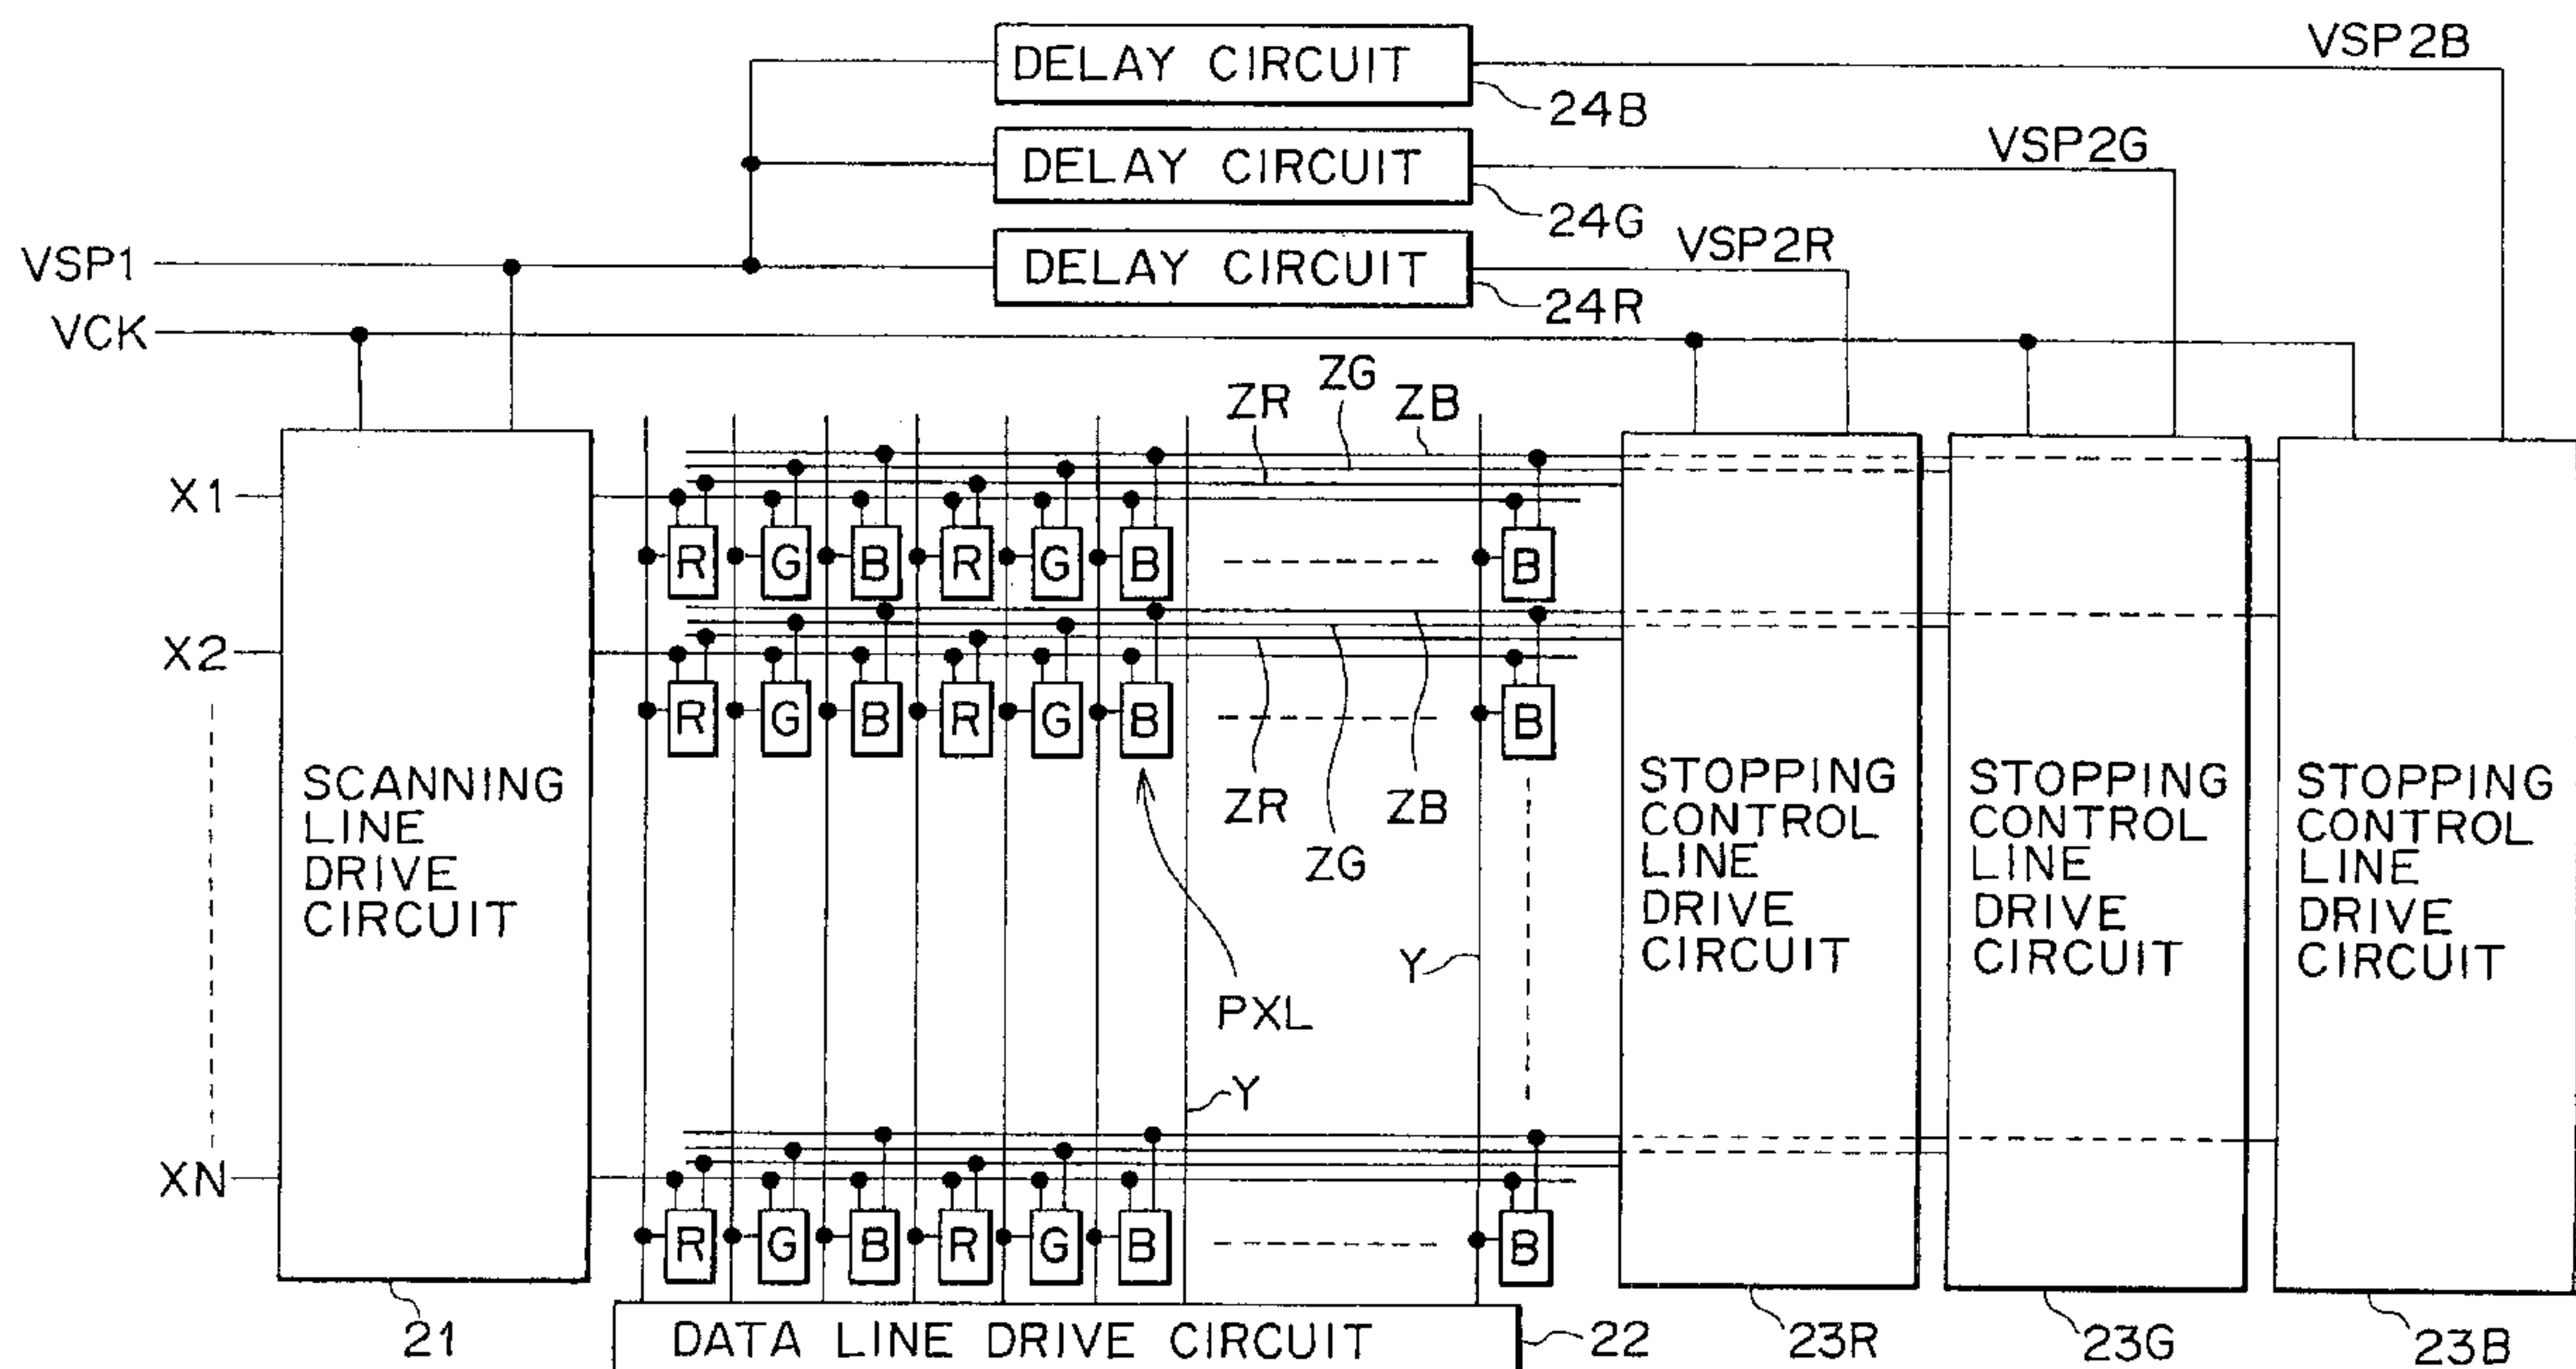 VSP2B
DELAY CIRCUIT
24B
VSP2G
DELAY CIRCUIT
24G
VSP2R
VSP1
DELAY CIRCUIT
24R
VCK
ZR ZG ZB
X1
R G B R G B B
X2
R G B R G B B
ZR ZG ZB
SCANNING
LINE
DRIVE
CIRCUIT
STOPPING
CONTROL
LINE
DRIVE
CIRCUIT
STOPPING
CONTROL
LINE
DRIVE
CIRCUIT
STOPPING
CONTROL
LINE
DRIVE
CIRCUIT
Y
PXL
Y
XN
R G B R G B B
21
DATA LINE DRIVE CIRCUIT
22
23R
23G
23B